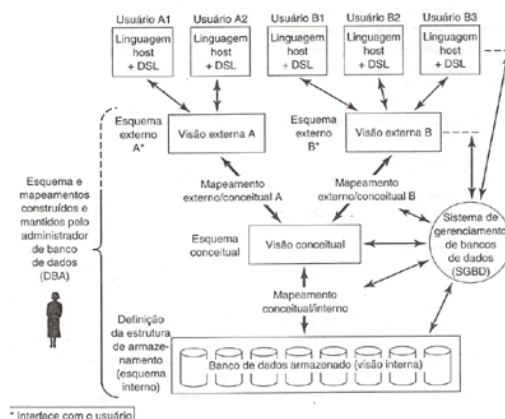 Usuário A1 Usuário A2 Usuário B1 Usuário B2 Usuário B3
Linguagem host + DSL
Linguagem host + DSL
Linguagem host + DSL
Linguagem host + DSL
Linguagem host + DSL
Esquema
externo
A*
Visão externa A
Esquema
externo
B*
Visão externa B
Mapeamento
externo/conceitual A
Mapeamento
externo/conceitual B
Esquema e
mapeamentos
construídos e
mantidos pelo
administrador
de banco
de dados
(DBA)
Esquema
conceitual
Visão conceitual
Sistema de
gerenciamento
de bancos
de dados
(SGBD)
Mapeamento
conceitual/interno
Definição
da estrutura
de armaze-
namento
(esquema
interno)
Banco de dados armazenado (visão interna)
* Interface com o usuário